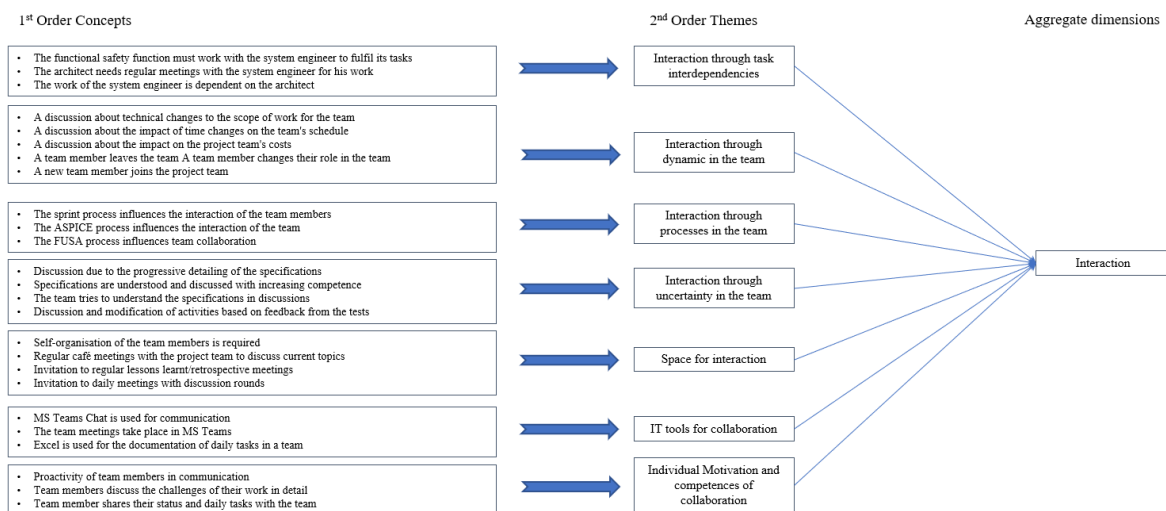 1st Order Concepts
2nd Order Themes
Aggregate dimensions
• The functional safety function must work with the system engineer to fulfil its tasks
• The architect needs regular meetings with the system engineer for his work
• The work of the system engineer is dependent on the architect
Interaction through task
interdependencies
• A discussion about technical changes to the scope of work for the team
• A discussion about the impact of time changes on the team's schedule
• A discussion about the impact on the project team's costs
• A team member leaves the team A team member changes their role in the team
• A new team member joins the project team
Interaction through
dynamic in the team
• The sprint process influences the interaction of the team members
• The ASPICE process influences the interaction of the team
• The FUSA process influences team collaboration
Interaction through
processes in the team
• Discussion due to the progressive detailing of the specifications
• Specifications are understood and discussed with increasing competence
• The team tries to understand the specifications in discussions
• Discussion and modification of activities based on feedback from the tests
Interaction through
uncertainty in the team
• Self-organisation of the team members is required
• Regular café meetings with the project team to discuss current topics
• Invitation to regular lessons learnt/retrospective meetings
• Invitation to daily meetings with discussion rounds
Space for interaction
• MS Teams Chat is used for communication
• The team meetings take place in MS Teams
• Excel is used for the documentation of daily tasks in a team
IT tools for collaboration
• Proactivity of team members in communication
• Team members discuss the challenges of their work in detail
• Team member shares their status and daily tasks with the team
Individual Motivation and
competences of
collaboration
Interaction